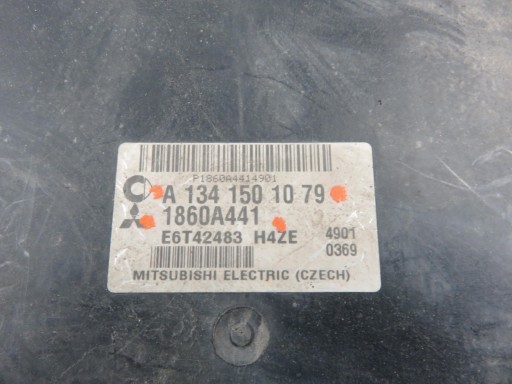 P1860A4414901
A 134 150 10 79
1860A441
E6T42483 H4ZE 4901
0369
MITSUBISHI ELECTRIC (CZECH)